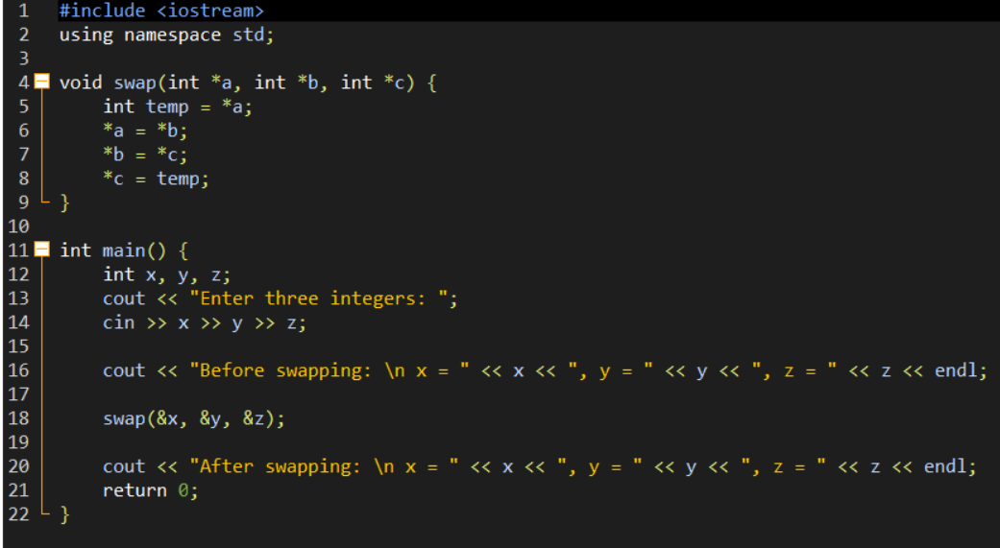 1 #include <iostream>
2 using namespace std;
3
4 void swap(int *a, int *b, int *c) {
5     int temp = *a;
6     *a = *b;
7     *b = *c;
8     *c = temp;
9 }
10
11 int main() {
12     int x, y, z;
13     cout << "Enter three integers: ";
14     cin >> x >> y >> z;
15
16     cout << "Before swapping: \n x = " << x << ", y = " << y << ", z = " << z << endl;
17
18     swap(&x, &y, &z);
19
20     cout << "After swapping: \n x = " << x << ", y = " << y << ", z = " << z << endl;
21     return 0;
22 }